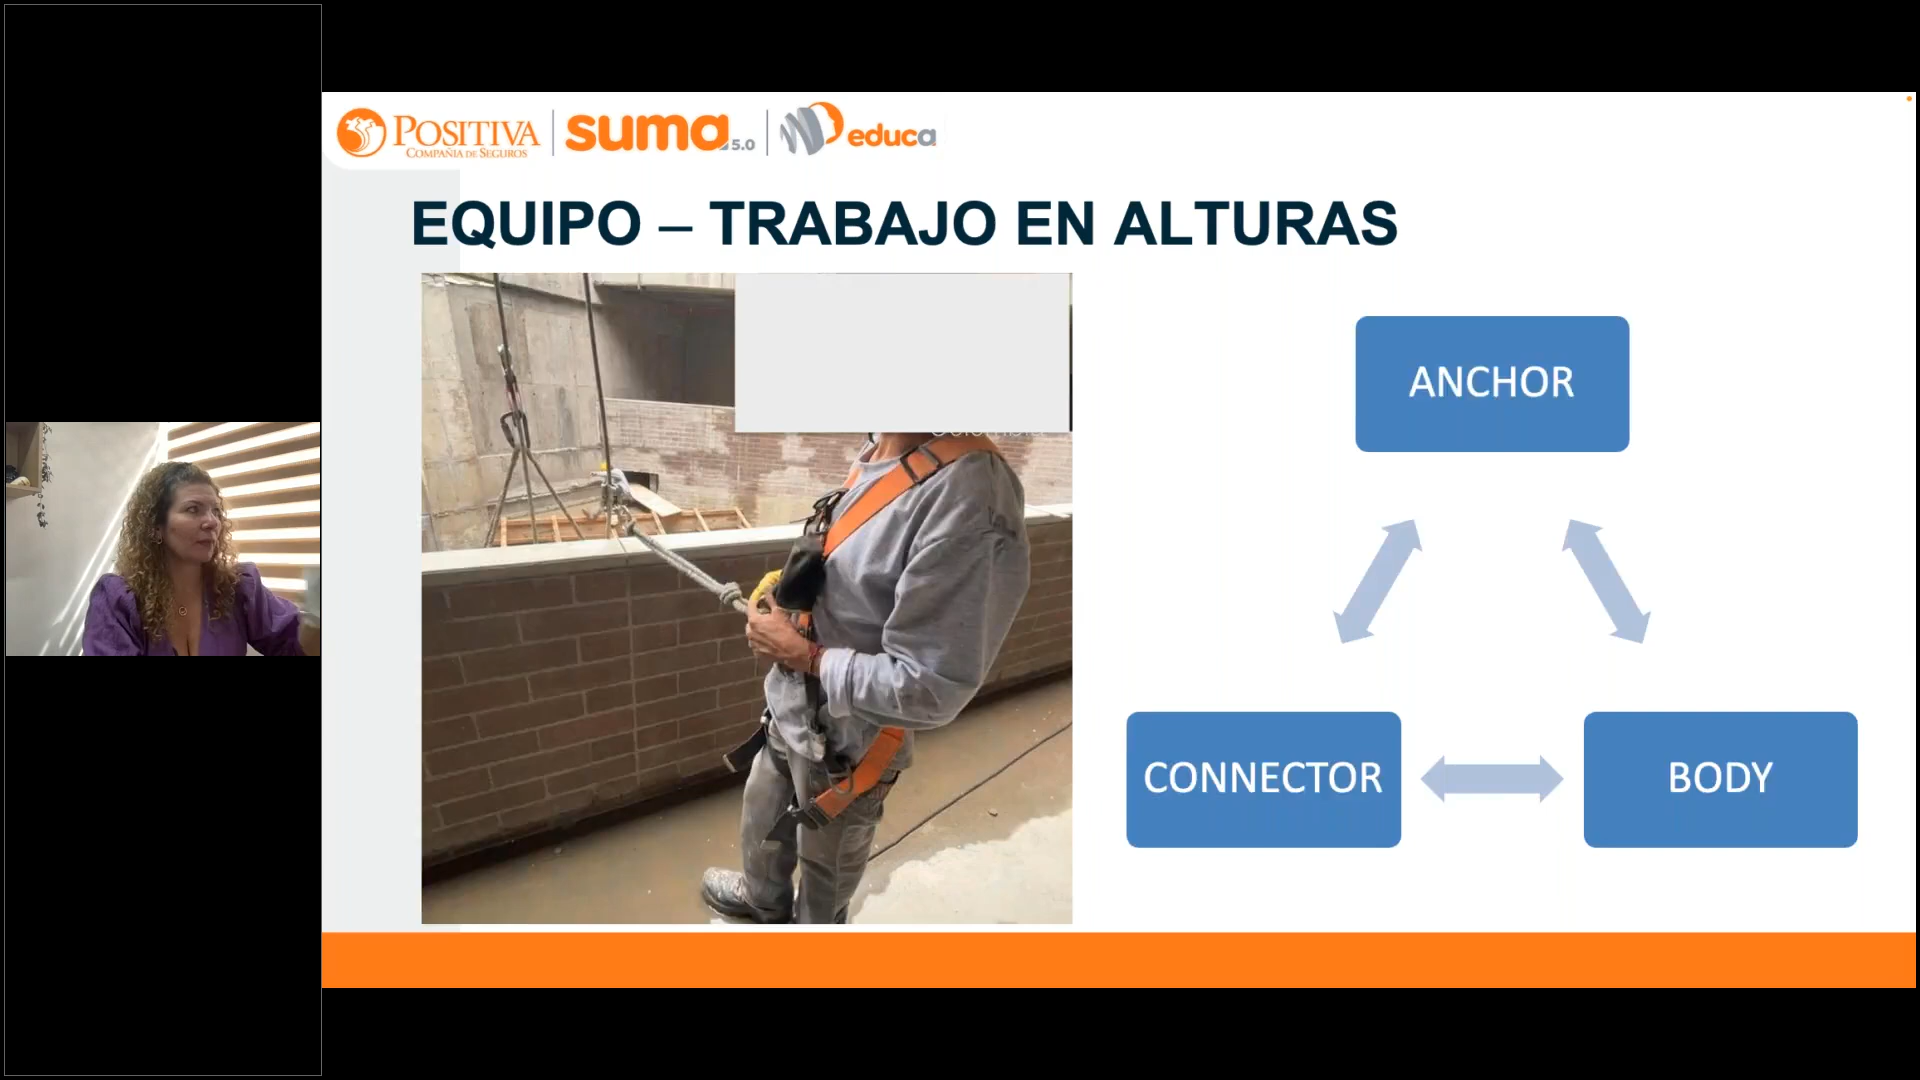 POSITIVA
COMPAÑÍA DE SEGUROS
suma 5.0
educa
EQUIPO – TRABAJO EN ALTURAS
ANCHOR
CONNECTOR
BODY